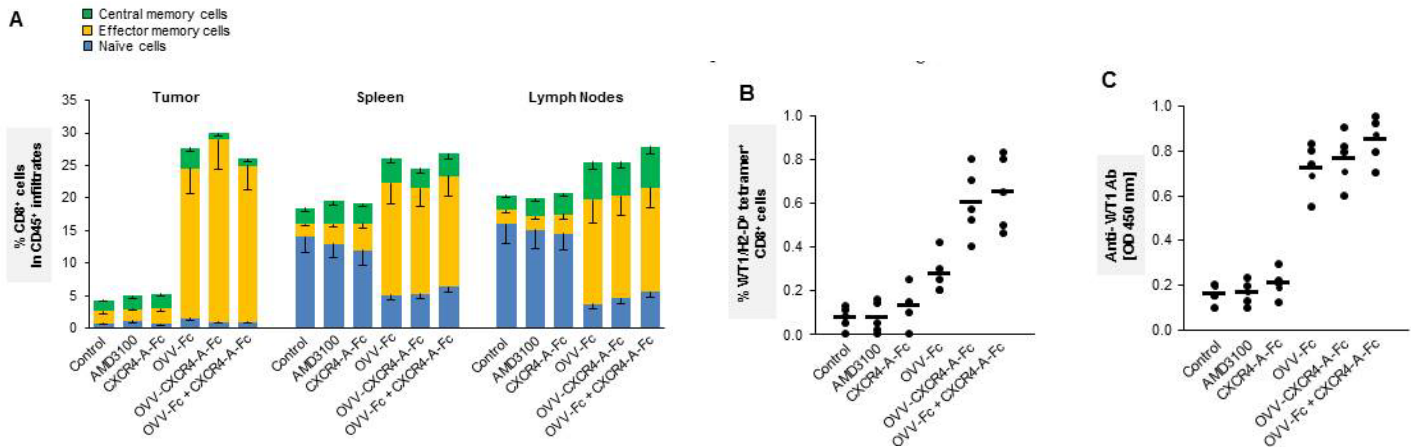 A
Central memory cells
Effector memory cells
Naïve cells
% CD8⁺ cells
In CD45⁺ infiltrates
35
30
25
20
15
10
5
0
Tumor
Spleen
Lymph Nodes
Control
AMD3100
CXCR4-A-Fc
OVV-Fc
OVV-CXCR4-A-Fc
OVV-Fc + CXCR4-A-Fc
Control
AMD3100
CXCR4-A-Fc
OVV-Fc
OVV-CXCR4-A-Fc
OVV-Fc + CXCR4-A-Fc
Control
AMD3100
CXCR4-A-Fc
OVV-Fc
OVV-CXCR4-A-Fc
OVV-Fc + CXCR4-A-Fc
B
% WT1/H2-Dᵇ tetramer⁺
CD8⁺ cells
1.0
0.8
0.6
0.4
0.2
0.0
Control
AMD3100
CXCR4-A-Fc
OVV-Fc
OVV-CXCR4-A-Fc
OVV-Fc + CXCR4-A-Fc
C
Anti- WT1 Ab
[OD 450 nm]
1.0
0.8
0.6
0.4
0.2
0.0
Control
AMD3100
CXCR4-A-Fc
OVV-Fc
OVV-CXCR4-A-Fc
OVV-Fc + CXCR4-A-Fc